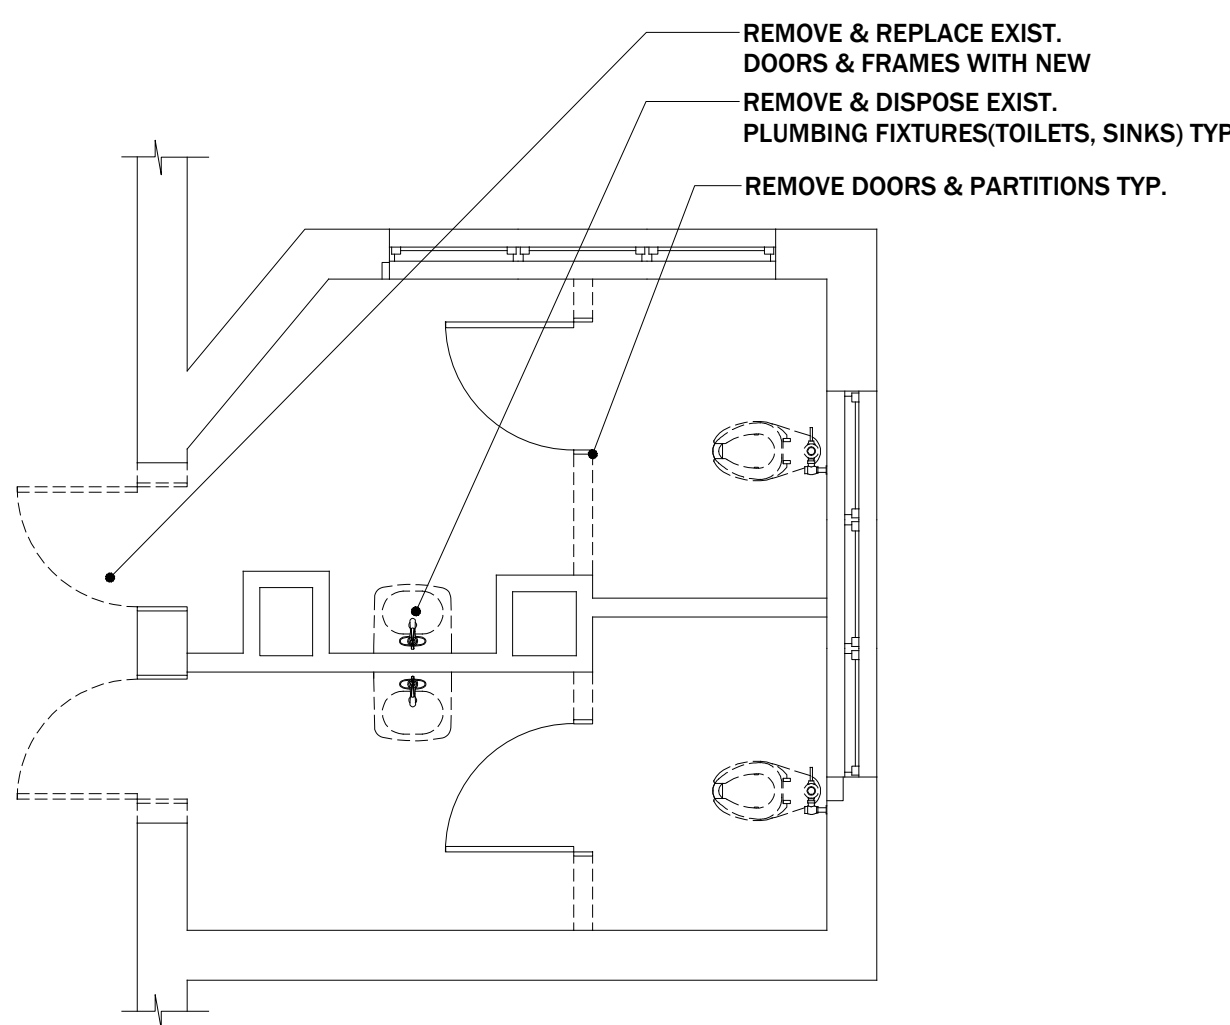 REMOVE & REPLACE EXIST.
DOORS & FRAMES WITH NEW
REMOVE & DISPOSE EXIST.
PLUMBING FIXTURES(TOILETS, SINKS) TYP
REMOVE DOORS & PARTITIONS TYP.